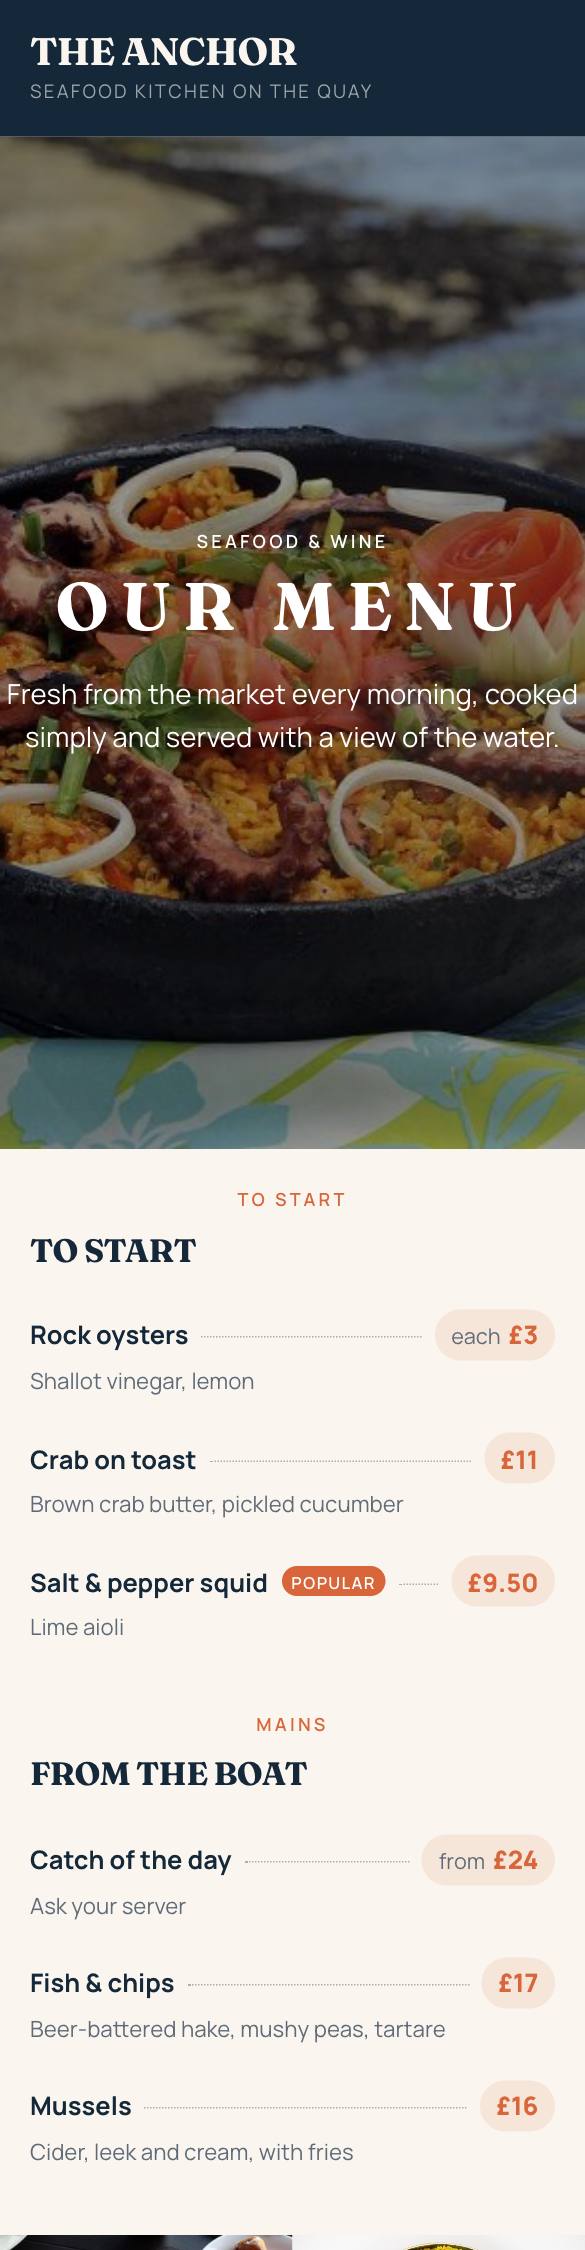 THE ANCHOR
SEAFOOD KITCHEN ON THE QUAY
SEAFOOD & WINE
OUR MENU
Fresh from the market every morning, cooked
simply and served with a view of the water.
TO START
TO START
Rock oysters each £3
Shallot vinegar, lemon
Crab on toast £11
Brown crab butter, pickled cucumber
Salt & pepper squid POPULAR £9.50
Lime aioli
MAINS
FROM THE BOAT
Catch of the day from £24
Ask your server
Fish & chips £17
Beer-battered hake, mushy peas, tartare
Mussels £16
Cider, leek and cream, with fries